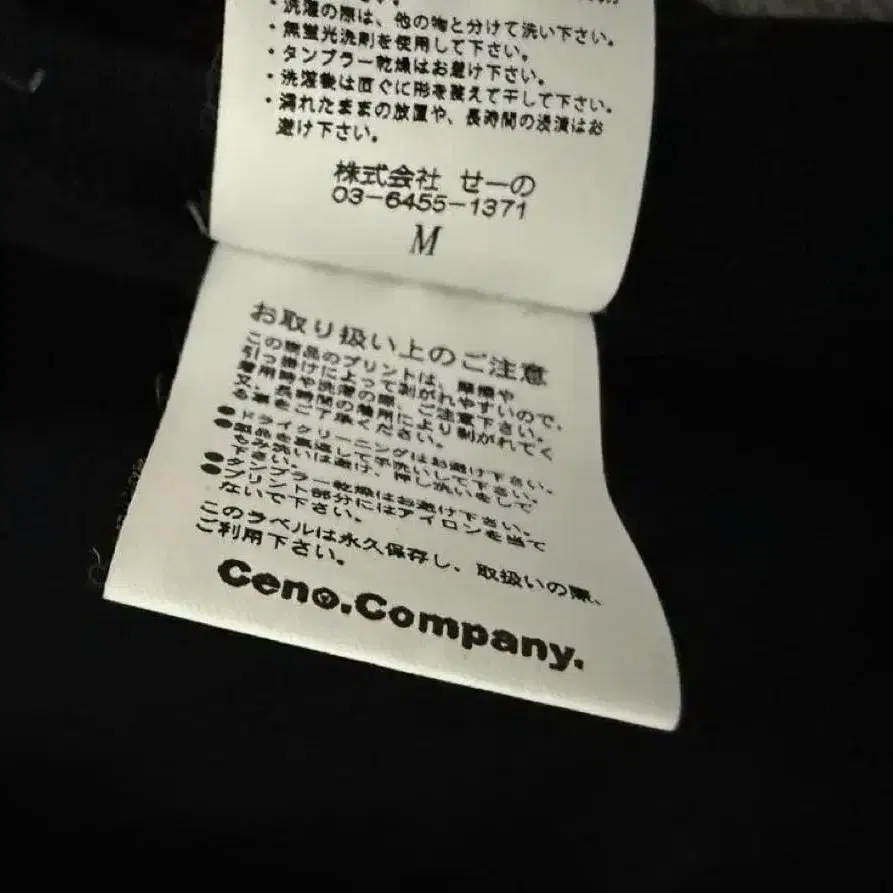 ・洗濯の際は、他の物と分けて洗い下さい。
・無蛍光洗剤を使用して下さい。
・タンブラー乾燥はお避け下さい。
・洗濯後は直ぐに形を整えて干して下さい。
・濡れたままの放置や、長時間の浸漬はお
避け下さい。
株式会社 せーの
03-6455-1371
M
お取り扱い上のご注意
この商品のプリントは、摩擦や
引っ掛けによって剥がれやすいので、
着用時や洗濯の際、ご注意下さい。
又、長時間の着用により剥がれてく
る事をご了承ください。
●ドライクリーニングはお避け下さい。
●製品を裏返して手洗いして下さい。
もみ洗いは避け、押し洗いをして
下さい。
●タンブラー乾燥はお避け下さい。
●プリント部分にはアイロンを当て
ないで下さい。
このラベルは永久保存し、取扱いの際、
ご利用下さい。
Ceno.Company.